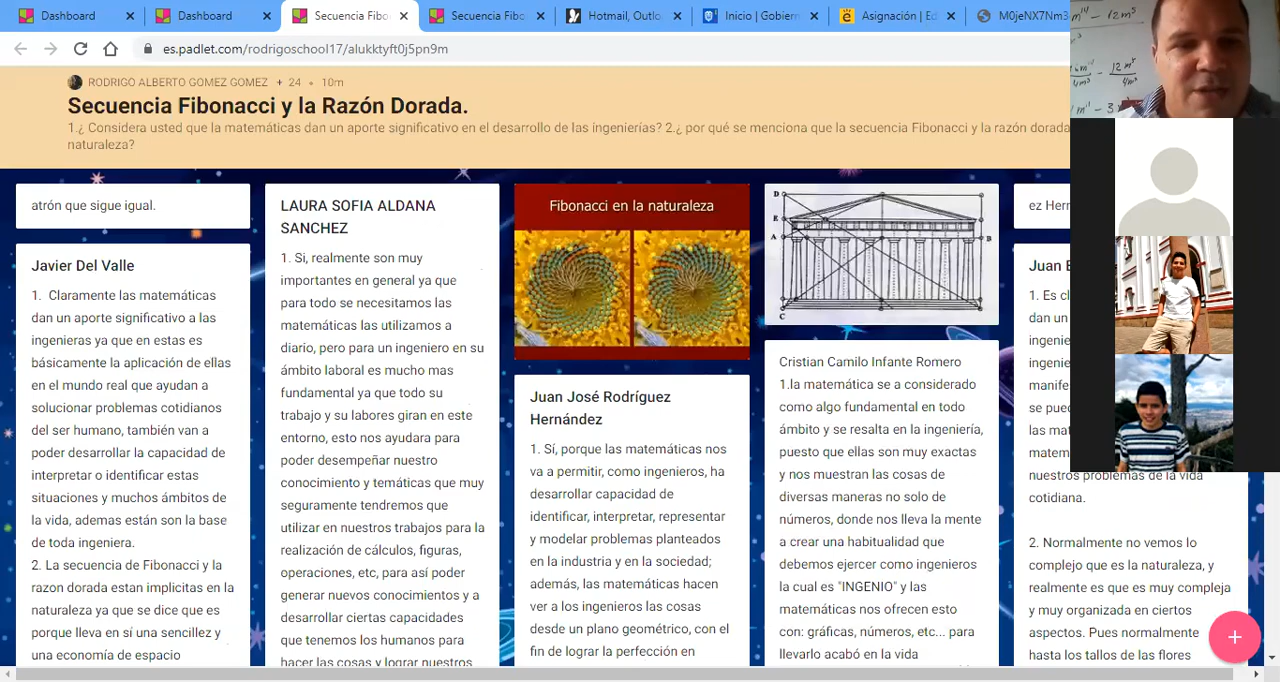 Dashboard
Dashboard
Secuencia Fibo
Secuencia Fibo
Hotmail, Outlo
Inicio | Gobiern
Asignación | Ed
M0jeNX7Nm3
es.padlet.com/rodrigoschool17/alukktyft0j5pn9m
RODRIGO ALBERTO GOMEZ GOMEZ + 24 • 10m
Secuencia Fibonacci y la Razón Dorada.
1.¿ Considera usted que la matemáticas dan un aporte significativo en el desarrollo de las ingenierías? 2.¿ por qué se menciona que la secuencia Fibonacci y la razón dorada
naturaleza?
atrón que sigue igual.
Javier Del Valle
1. Claramente las matemáticas
dan un aporte significativo a las
ingenieras ya que en estas es
básicamente la aplicación de ellas
en el mundo real que ayudan a
solucionar problemas cotidianos
del ser humano, también van a
poder desarrollar la capacidad de
interpretar o identificar estas
situaciones y muchos ámbitos de
la vida, ademas están son la base
de toda ingeniera.
2. La secuencia de Fibonacci y la
razon dorada estan implicitas en la
naturaleza ya que se dice que es
porque lleva en sí una sencillez y
una economía de espacio
LAURA SOFIA ALDANA
SANCHEZ
1. Si, realmente son muy
importantes en general ya que
para todo se necesitamos las
matemáticas las utilizamos a
diario, pero para un ingeniero en su
ámbito laboral es mucho mas
fundamental ya que todo su
trabajo y su labores giran en este
entorno, esto nos ayudara para
poder desempeñar nuestro
conocimiento y temáticas que muy
seguramente tendremos que
utilizar en nuestros trabajos para la
realización de cálculos, figuras,
operaciones, etc, para así poder
generar nuevos conocimientos y a
desarrollar ciertas capacidades
que tenemos los humanos para
hacer las cosas y lograr nuestros
Fibonacci en la naturaleza
Juan José Rodríguez
Hernández
1. Sí, porque las matemáticas nos
va a permitir, como ingenieros, ha
desarrollar capacidad de
identificar, interpretar, representar
y modelar problemas planteados
en la industria y en la sociedad;
además, las matemáticas hacen
ver a los ingenieros las cosas
desde un plano geométrico, con el
fin de lograr la perfección en
D
E
A
B
C
Cristian Camilo Infante Romero
1.la matemática se a considerado
como algo fundamental en todo
ámbito y se resalta en la ingeniería,
puesto que ellas son muy exactas
y nos muestran las cosas de
diversas maneras no solo de
números, donde nos lleva la mente
a crear una habitualidad que
debemos ejercer como ingenieros
la cual es "INGENIO" y las
matemáticas nos ofrecen esto
con: gráficas, números, etc... para
llevarlo acabó en la vida
ez Herr
Juan E
1. Es cl
dan un
ingenie
ingenie
manife
se pued
las mat
matem
nuestros problemas de la vida
cotidiana.
2. Normalmente no vemos lo
complejo que es la naturaleza, y
realmente es que es muy compleja
y muy organizada en ciertos
aspectos. Pues normalmente
hasta los tallos de las flores